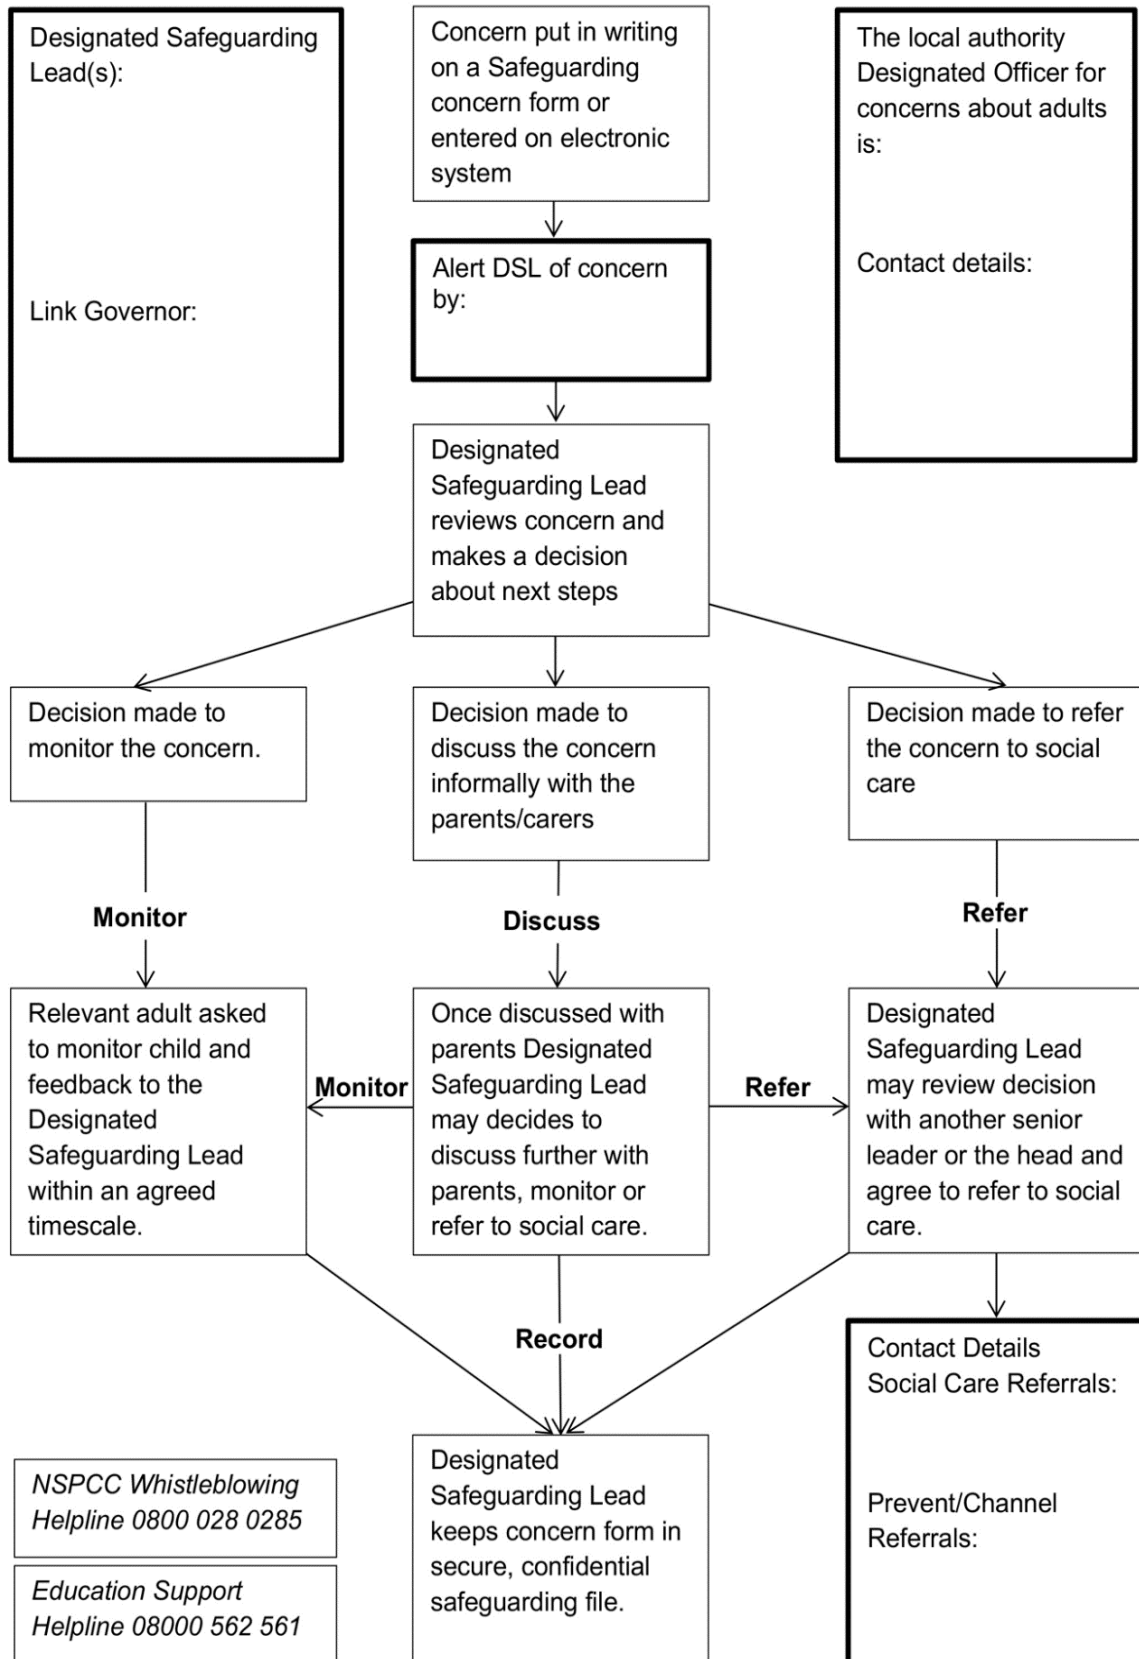 Designated Safeguarding
Lead(s):
Link Governor:
Concern put in writing
on a Safeguarding
concern form or
entered on electronic
system
The local authority
Designated Officer for
concerns about adults
is:
Contact details:
Alert DSL of concern
by:
Designated
Safeguarding Lead
reviews concern and
makes a decision
about next steps
Decision made to
monitor the concern.
Decision made to
discuss the concern
informally with the
parents/carers
Decision made to refer
the concern to social
care
Monitor
Discuss
Refer
Relevant adult asked
to monitor child and
feedback to the
Designated
Safeguarding Lead
within an agreed
timescale.
Monitor
Once discussed with
parents Designated
Safeguarding Lead
may decides to
discuss further with
parents, monitor or
refer to social care.
Refer
Designated
Safeguarding Lead
may review decision
with another senior
leader or the head and
agree to refer to social
care.
Record
Contact Details
Social Care Referrals:
Prevent/Channel
Referrals:
Designated
Safeguarding Lead
keeps concern form in
secure, confidential
safeguarding file.
NSPCC Whistleblowing
Helpline 0800 028 0285
Education Support
Helpline 08000 562 561